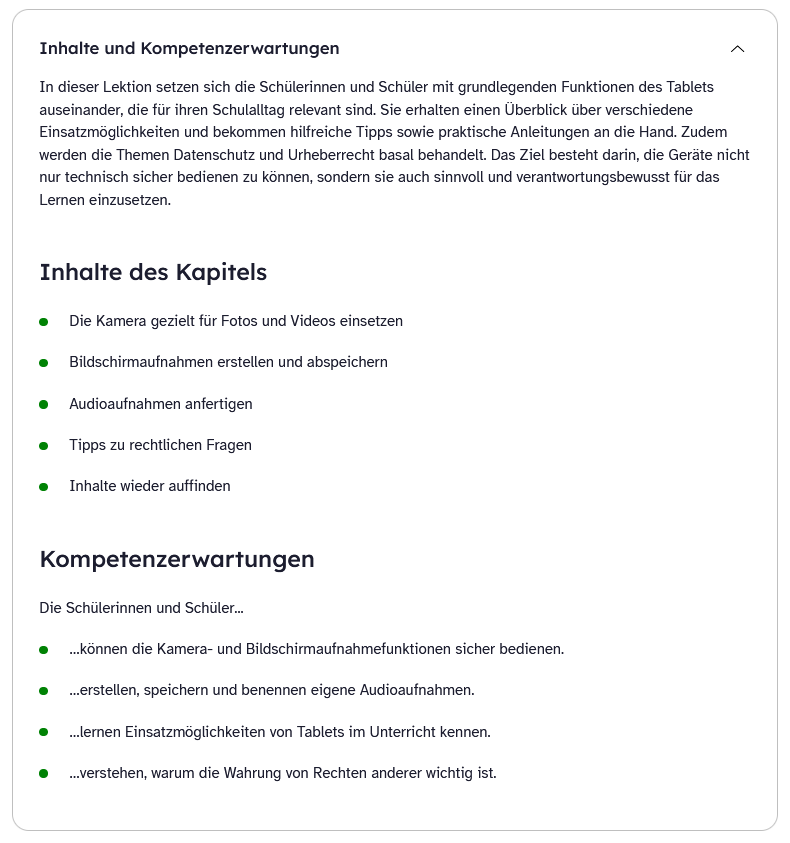 Inhalte und Kompetenzerwartungen
In dieser Lektion setzen sich die Schülerinnen und Schüler mit grundlegenden Funktionen des Tablets
auseinander, die für ihren Schulalltag relevant sind. Sie erhalten einen Überblick über verschiedene
Einsatzmöglichkeiten und bekommen hilfreiche Tipps sowie praktische Anleitungen an die Hand. Zudem
werden die Themen Datenschutz und Urheberrecht basal behandelt. Das Ziel besteht darin, die Geräte nicht
nur technisch sicher bedienen zu können, sondern sie auch sinnvoll und verantwortungsbewusst für das
Lernen einzusetzen.
Inhalte des Kapitels
Die Kamera gezielt für Fotos und Videos einsetzen
Bildschirmaufnahmen erstellen und abspeichern
Audioaufnahmen anfertigen
Tipps zu rechtlichen Fragen
Inhalte wieder auffinden
Kompetenzerwartungen
Die Schülerinnen und Schüler...
...können die Kamera- und Bildschirmaufnahmefunktionen sicher bedienen.
...erstellen, speichern und benennen eigene Audioaufnahmen.
...lernen Einsatzmöglichkeiten von Tablets im Unterricht kennen.
...verstehen, warum die Wahrung von Rechten anderer wichtig ist.